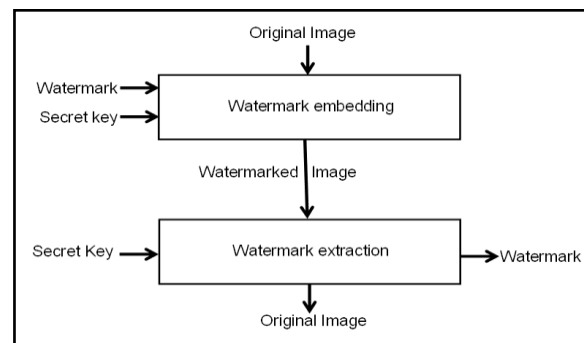 Original Image
Watermark
Watermark embedding
Secret key
Watermarked Image
Secret Key
Watermark extraction
Watermark
Original Image